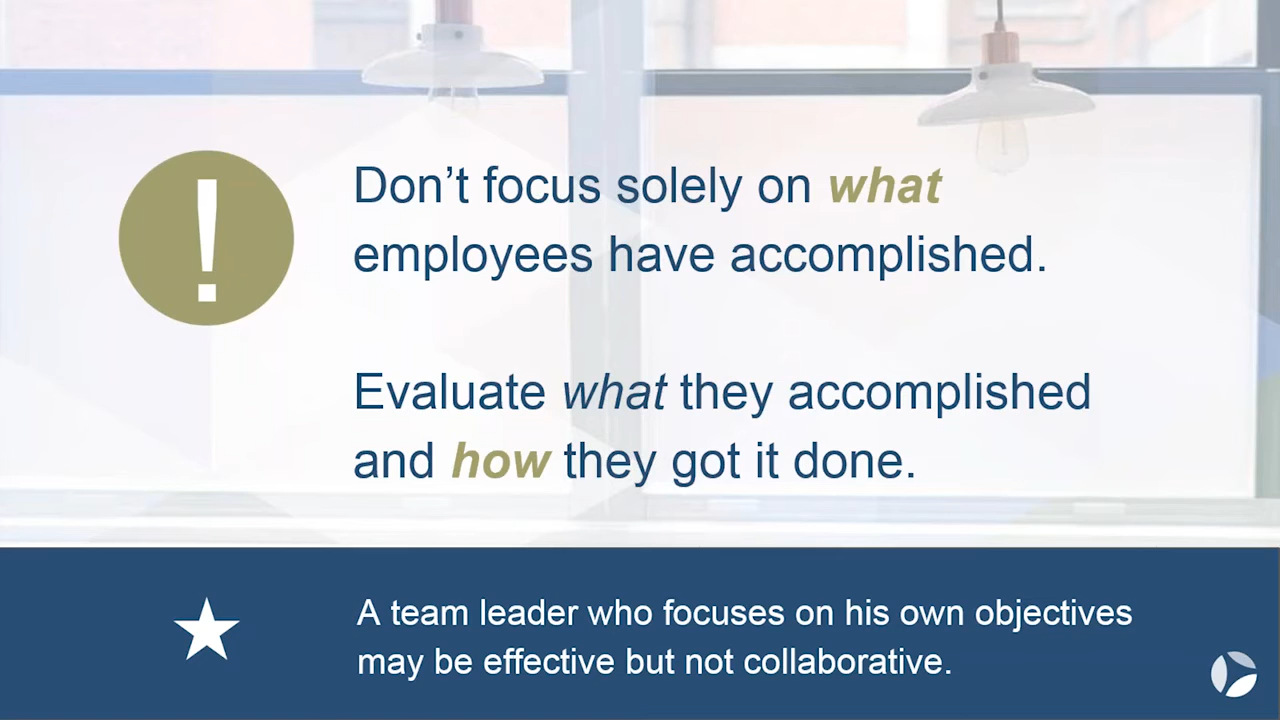 Don’t focus solely on what
employees have accomplished.
Evaluate what they accomplished
and how they got it done.
A team leader who focuses on his own objectives
may be effective but not collaborative.